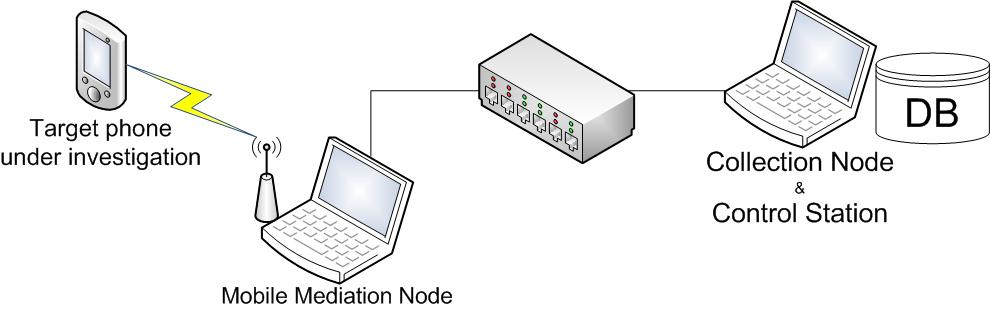 Target phone
under investigation
Mobile Mediation Node
DB
Collection Node
&
Control Station